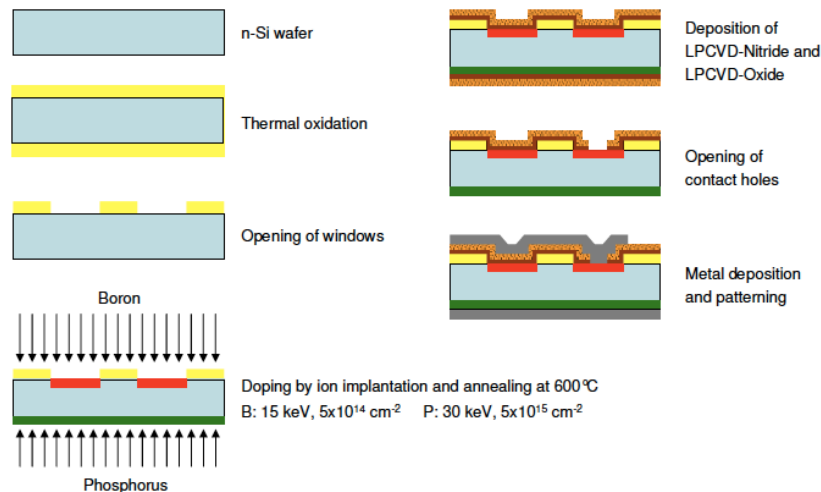 n-Si wafer
Thermal oxidation
Opening of windows
Boron
Doping by ion implantation and annealing at 600°C
B: 15 keV, 5x10¹⁴ cm⁻² P: 30 keV, 5x10¹⁵ cm⁻²
Phosphorus
Deposition of
LPCVD-Nitride and
LPCVD-Oxide
Opening of
contact holes
Metal deposition
and patterning